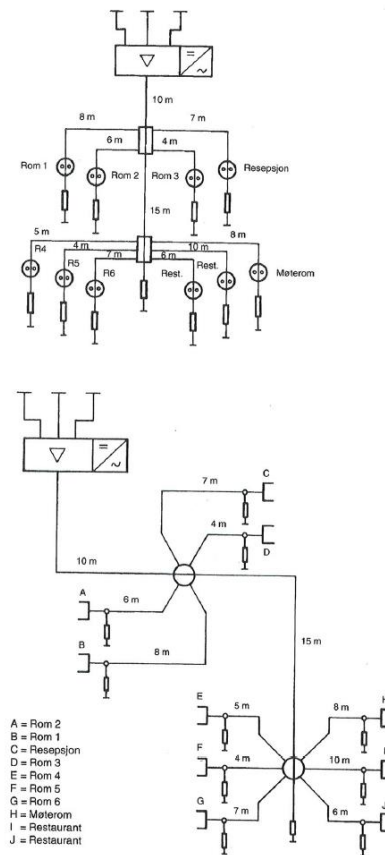 10 m
8 m 7 m
6 m 4 m
Rom 1 Rom 2 Rom 3 Resepsjon
15 m
5 m 8 m
4 m 10 m
R4 R5 7 m 6 m Rest.
R6 Rest. Møterom
C
7 m
4 m
D
10 m
A
6 m
15 m
B
8 m
E H
5 m 8 m
F I
4 m 10 m
G J
7 m 6 m
A = Rom 2
B = Rom 1
C = Resepsjon
D = Rom 3
E = Rom 4
F = Rom 5
G = Rom 6
H = Møterom
I = Restaurant
J = Restaurant